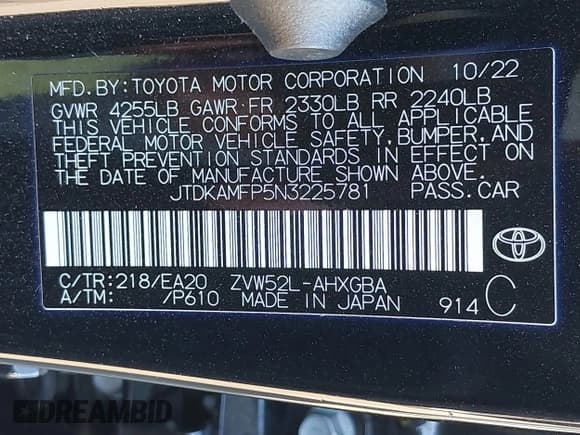 MFD.BY:TOYOTA MOTOR CORPORATION 10/22
GVWR 4255LB GAWR FR 2330LB RR 2240LB
THIS VEHICLE CONFORMS TO ALL APPLICABLE
FEDERAL MOTOR VEHICLE SAFETY,BUMPER,AND
THEFT PREVENTION STANDARDS IN EFFECT ON
THE DATE OF MANUFACTURE SHOWN ABOVE.
JTDKAMFP5N3225781 PASS.CAR
C/TR:218/EA20 ZVW52L-AHXGBA
A/TM: /P610 MADE IN JAPAN 914 C
DREAMBID